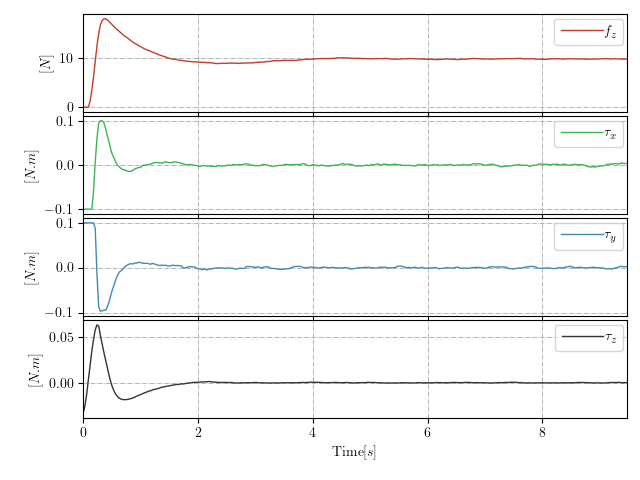 [N]
10
0
f_z
[N.m]
0.1
0.0
−0.1
τ_x
[N.m]
0.1
0.0
−0.1
τ_y
[N.m]
0.05
0.00
τ_z
0 2 4 6 8
Time[s]